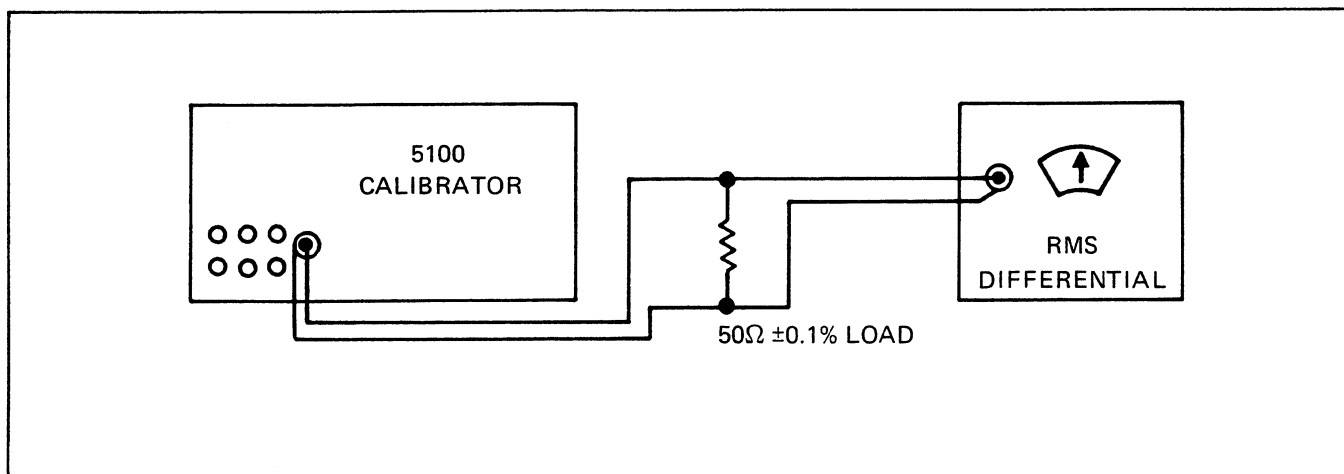 5100
CALIBRATOR
RMS
DIFFERENTIAL
50Ω ±0.1% LOAD